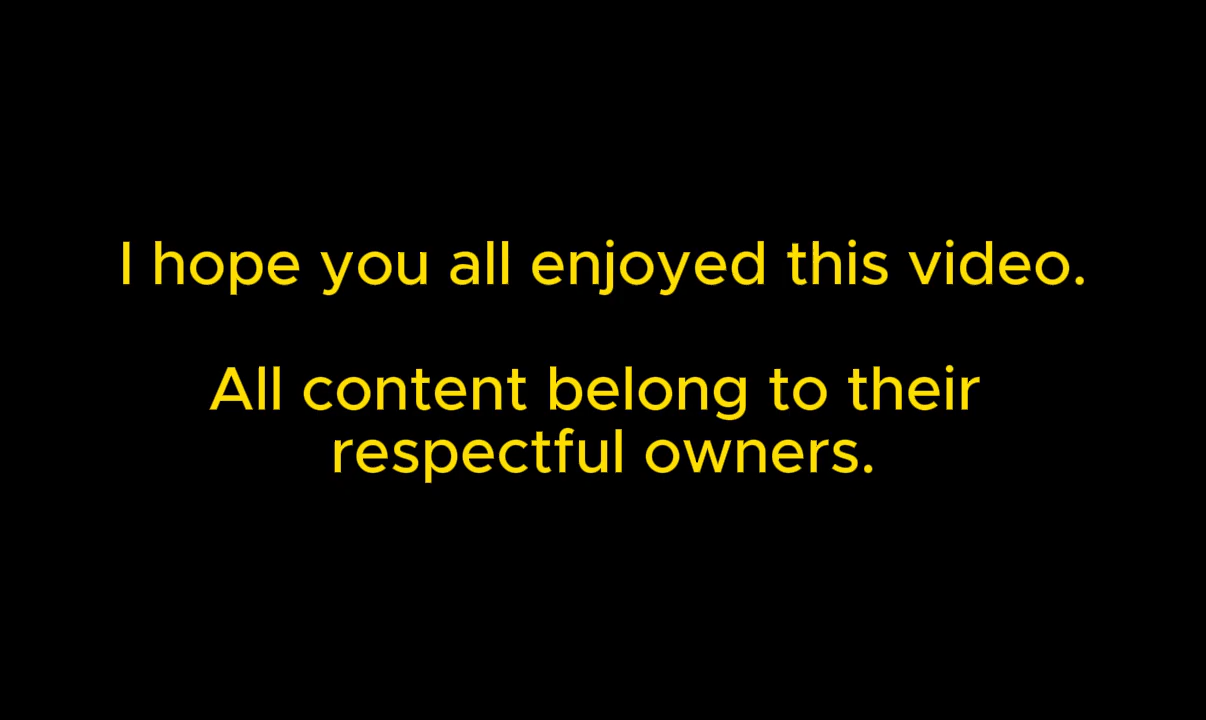 I hope you all enjoyed this video.
All content belong to their
respectful owners.